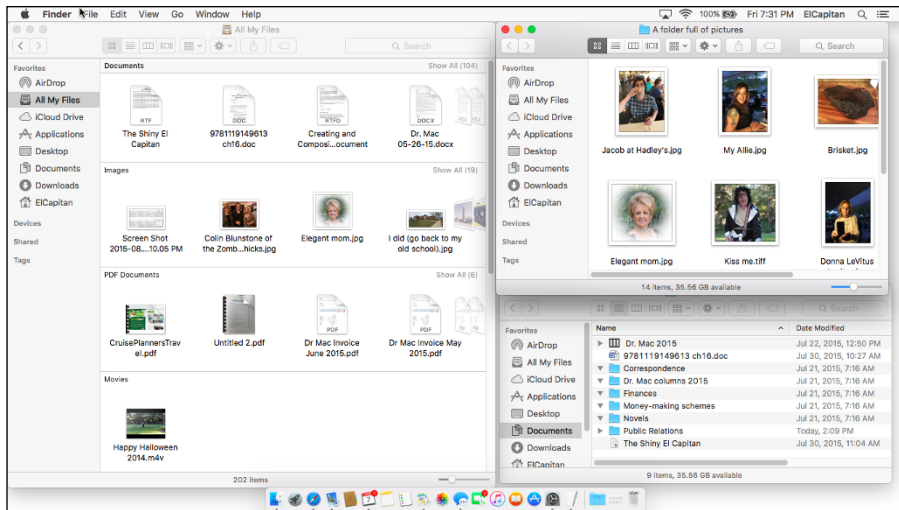 Finder File Edit View Go Window Help 100% Fri 7:31 PM ElCapitan
All My Files
Search
Favorites
AirDrop
All My Files
iCloud Drive
Applications
Desktop
Documents
Downloads
ElCapitan
Devices
Shared
Tags
Documents Show All (104)
RTF DOC RTFD DOCX
The Shiny El 9781119149613 Creating and Dr. Mac
Capitan ch16.doc Composi...ocument 05-26-15.docx
Images Show All (19)
Screen Shot Colin Blunstone of Elegant mom.jpg I did (go back to my
2015-08....10.05 PM the Zomb...hicks.jpg old school).jpg
PDF Documents Show All (6)
PDF PDF
CruisePlannersTrav Untitled 2.pdf Dr Mac Invoice Dr Mac Invoice May
el.pdf June 2015.pdf 2015.pdf
Movies
Happy Halloween
2014.m4v
202 items
A folder full of pictures
Search
Favorites
AirDrop
All My Files
iCloud Drive
Applications
Desktop
Documents
Downloads
ElCapitan
Devices
Shared
Tags
Jacob at Hadley's.jpg My Allie.jpg Brisket.jpg
Elegant mom.jpg Kiss me.tiff Donna LeVitus
14 items, 35.56 GB available
Search
Favorites
AirDrop
All My Files
iCloud Drive
Applications
Desktop
Documents
Downloads
ElCapitan
Name Date Modified
Dr. Mac 2015 Jul 22, 2015, 12:50 PM
9781119149613 ch16.doc Jul 30, 2015, 10:27 AM
Correspondence Jul 21, 2015, 7:16 AM
Dr. Mac columns 2015 Jul 21, 2015, 7:16 AM
Finances Jul 21, 2015, 7:16 AM
Money-making schemes Jul 21, 2015, 7:16 AM
Novels Jul 21, 2015, 7:16 AM
Public Relations Today, 2:09 PM
The Shiny El Capitan Jul 30, 2015, 11:04 AM
9 items, 35.56 GB available